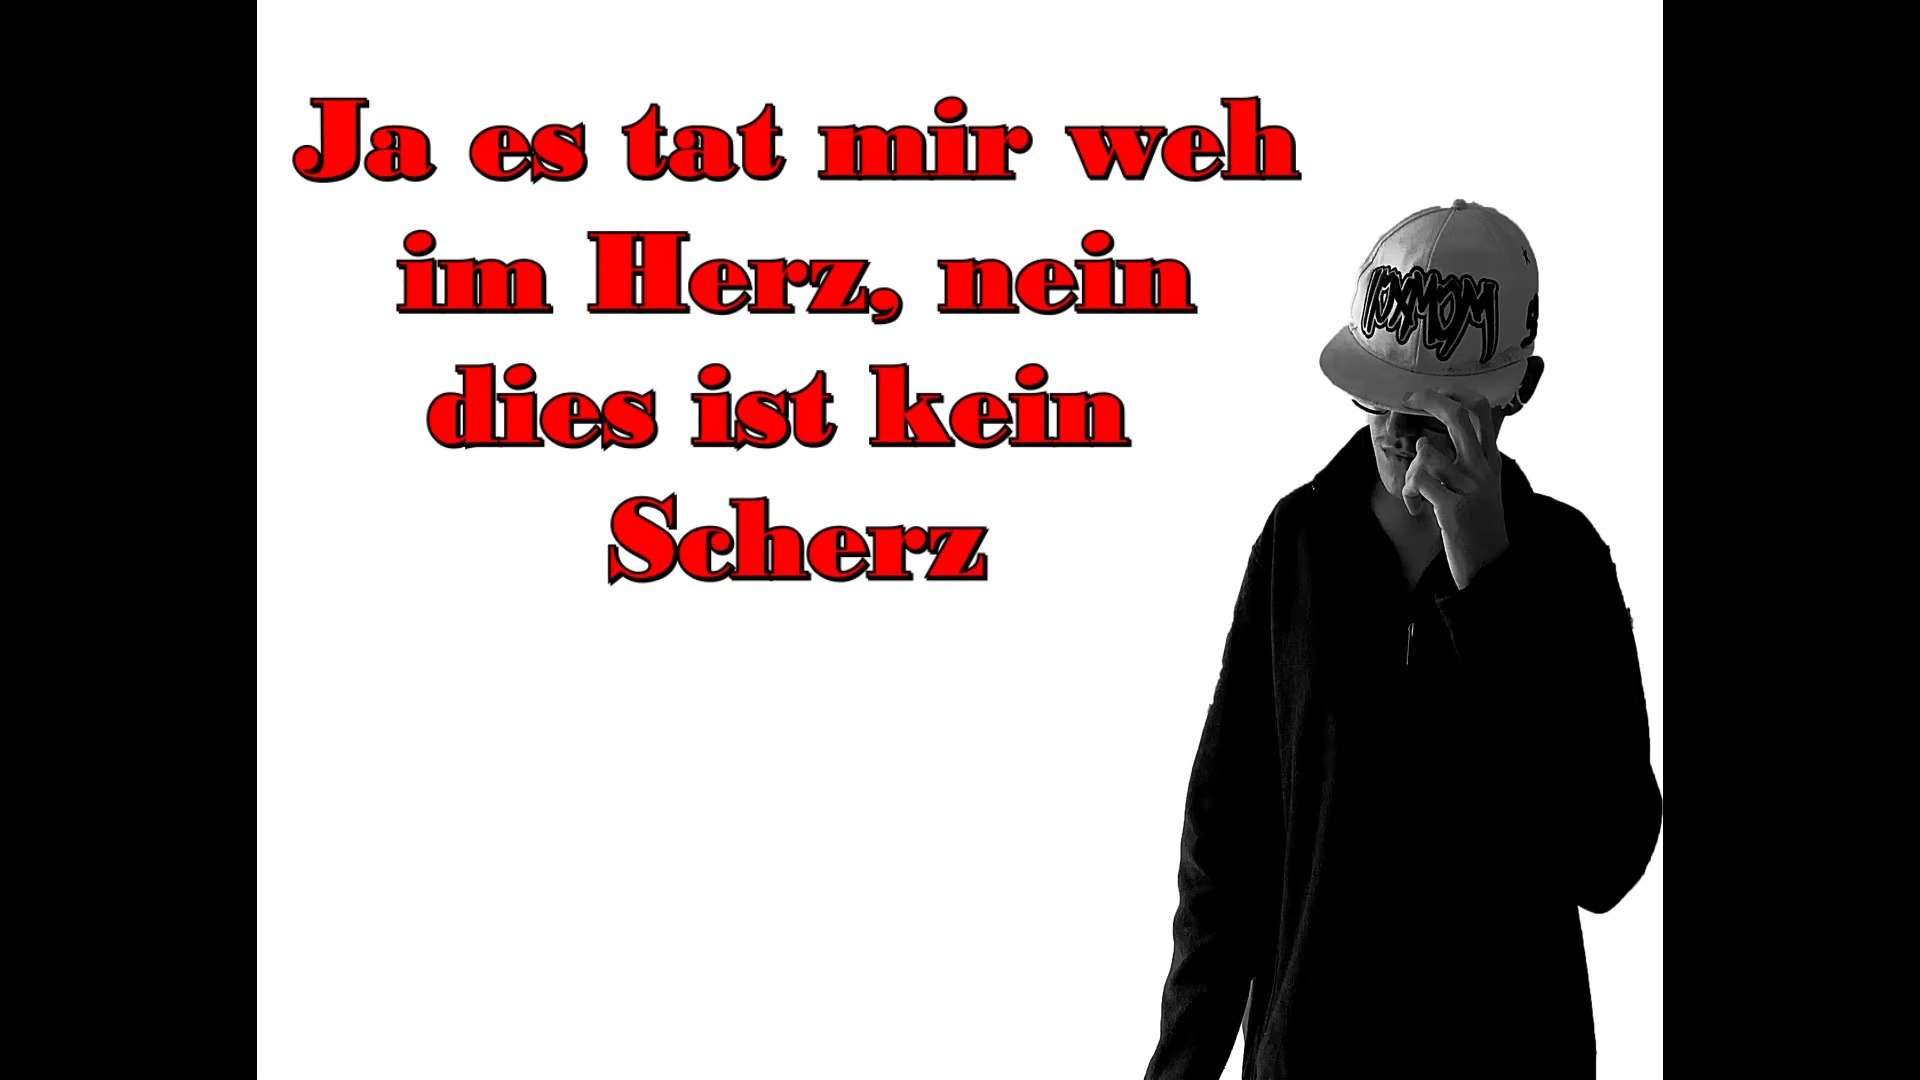 Ja es tat mir weh
im Herz, nein
dies ist kein
Scherz